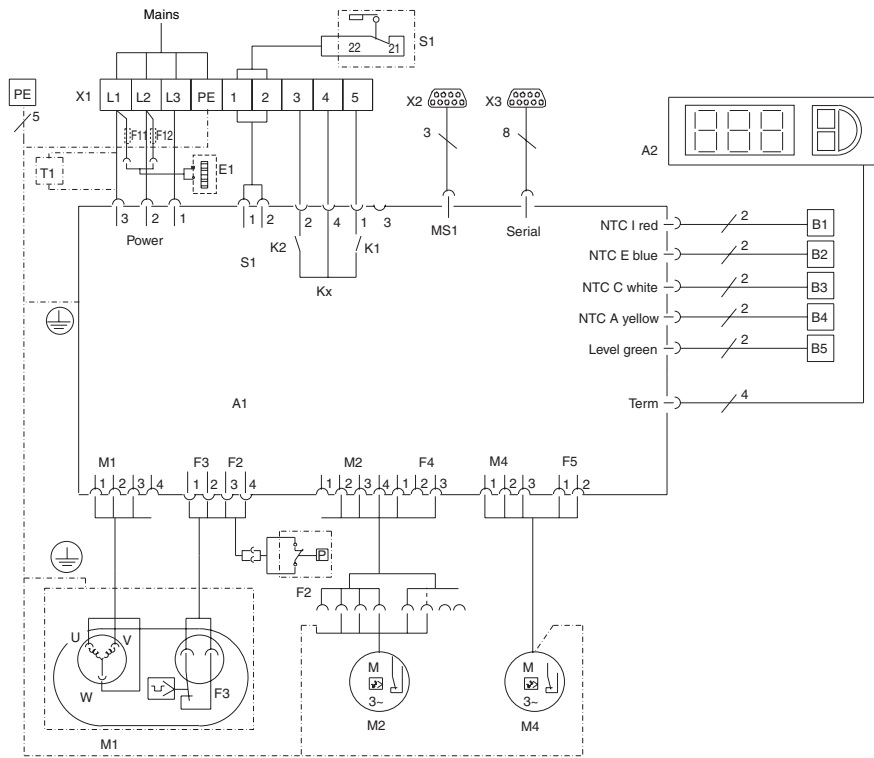 Mains
22 21 S1
PE
5
X1 L1 L2 L3 PE 1 2 3 4 5
X2
X3
3
8
A2
F11 F12
T1
E1
3 2 1
1 2
2 4 1 3
MS1
Serial
Power
S1
K2
K1
Kx
NTC I red 2 B1
NTC E blue 2 B2
NTC C white 2 B3
NTC A yellow 2 B4
Level green 2 B5
Term 4
A1
M1 F3 F2 M2 F4 M4 F5
1 2 3 4 1 2 3 4 1 2 3 4 1 2 3 1 2 3 1 2
P
F2
U V
W
F3
M
3~
M
3~
M1
M2
M4